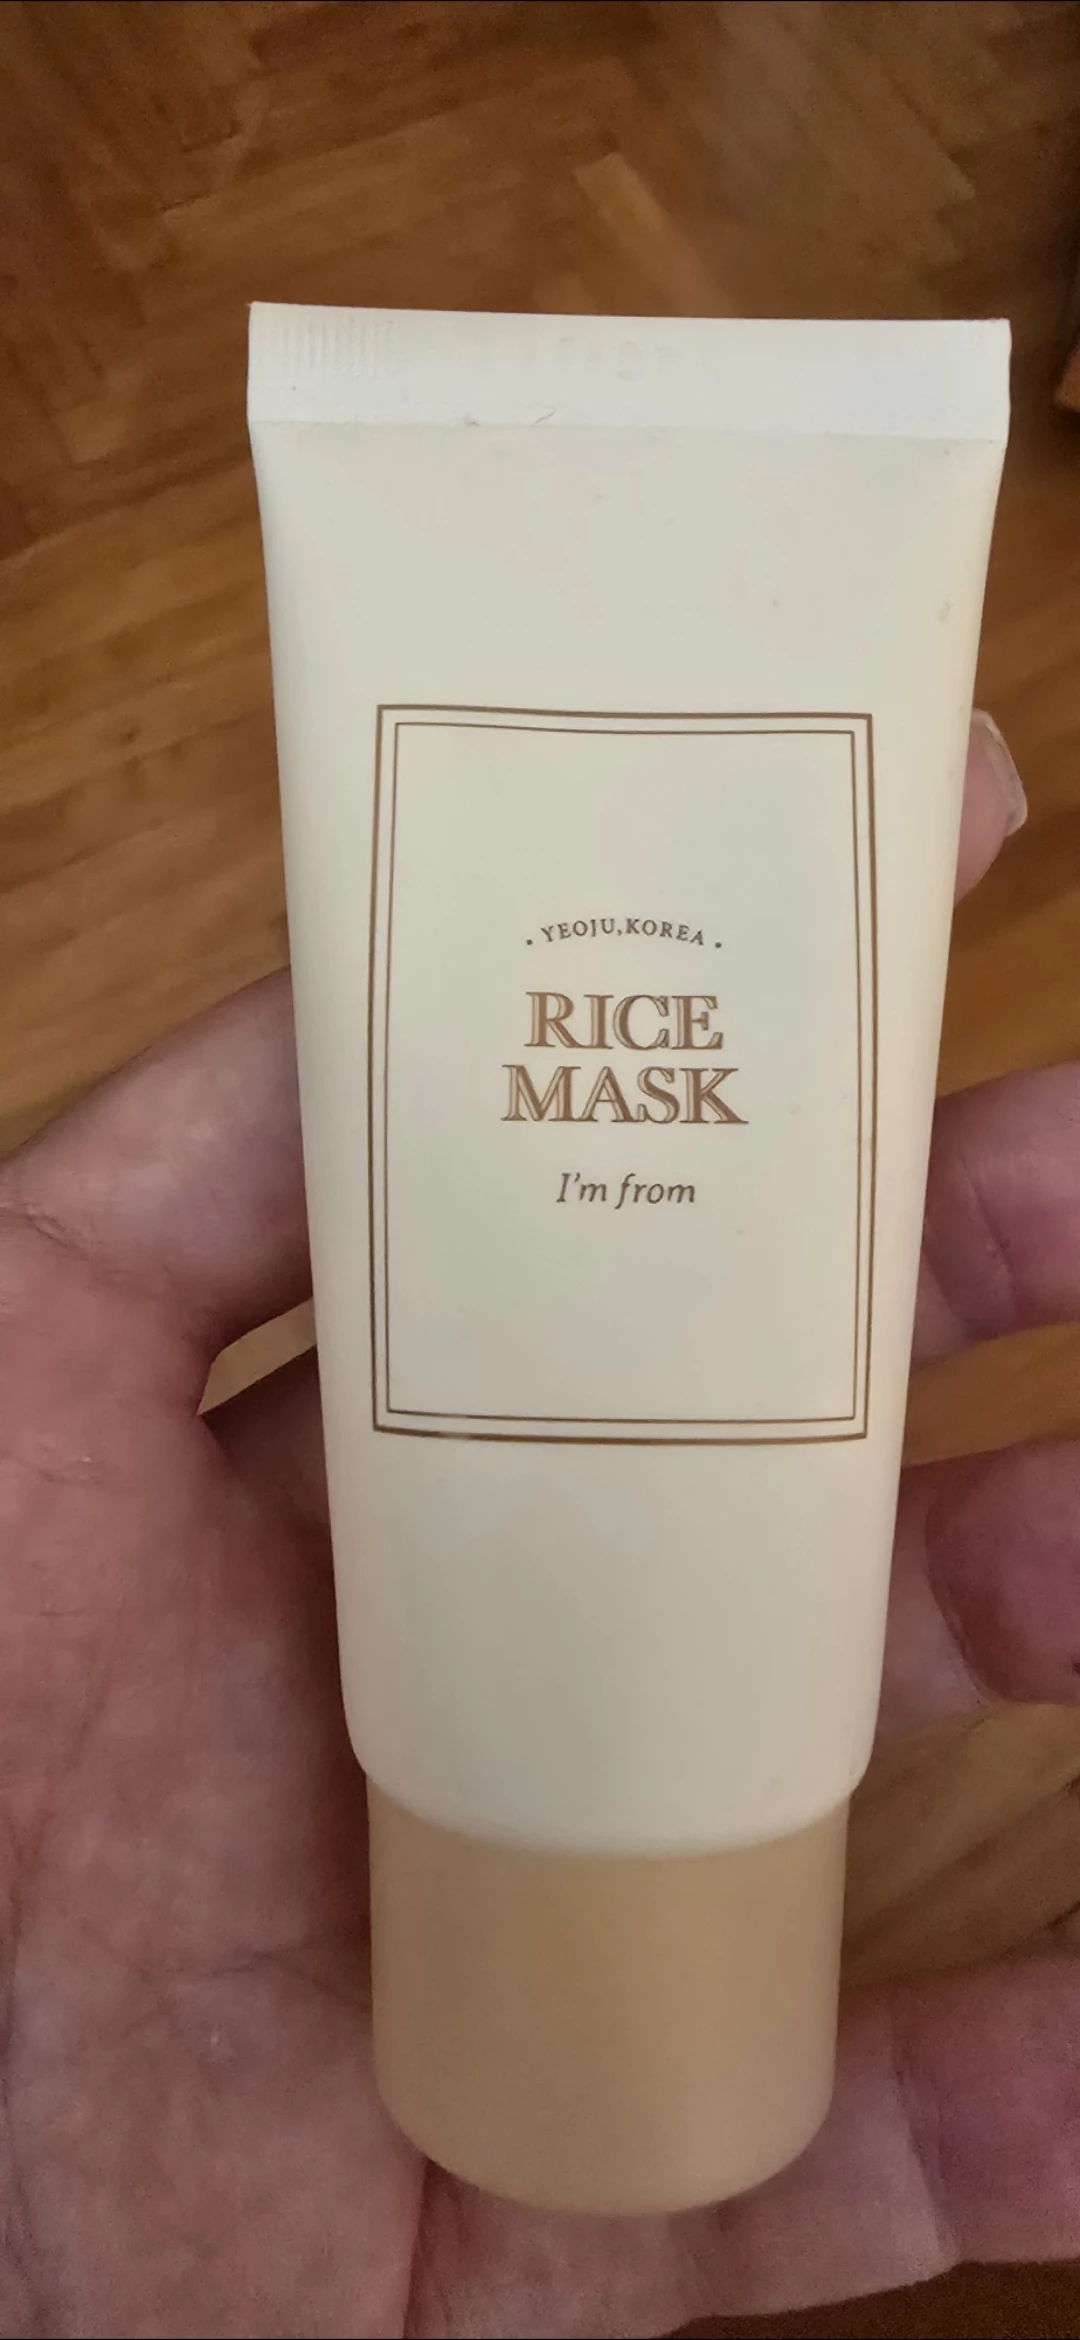 · YEOJU,KOREA ·
RICE
MASK
I'm from